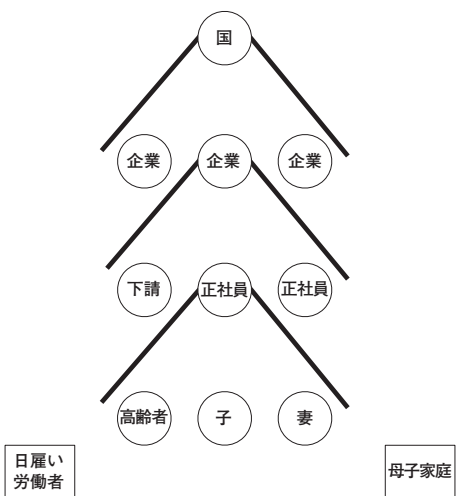 国
企業
企業
企業
下請
正社員
正社員
高齢者
子
妻
日雇い
労働者
母子家庭